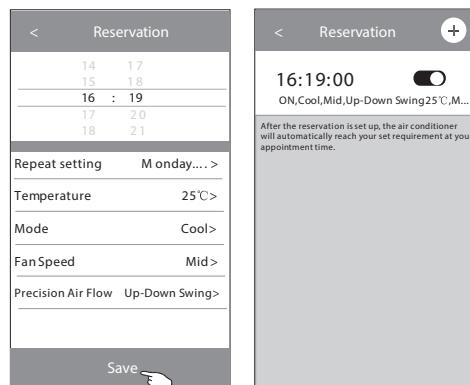 < Reservation
14 17
15 18
16 : 19
17 20
18 21
Repeat setting Monday.... >
Temperature 25℃>
Mode Cool>
Fan Speed Mid>
Precision Air Flow Up-Down Swing>
Save
< Reservation +
16:19:00
ON,Cool,Mid,Up-Down Swing25℃,M...
After the reservation is set up, the air conditioner
will automatically reach your set requirement at you
appointment time.